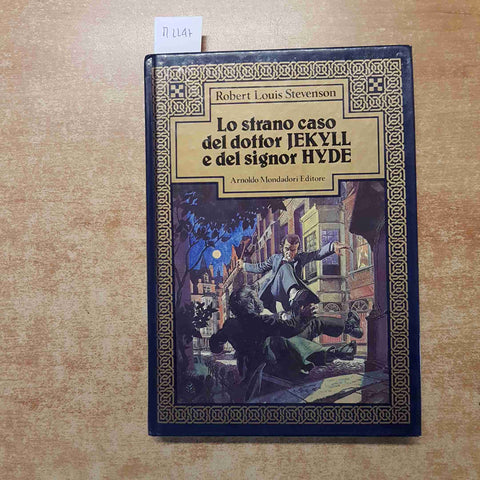 Robert Louis Stevenson
Lo strano caso
del dottor JEKYLL
e del signor HYDE
Arnoldo Mondadori Editore